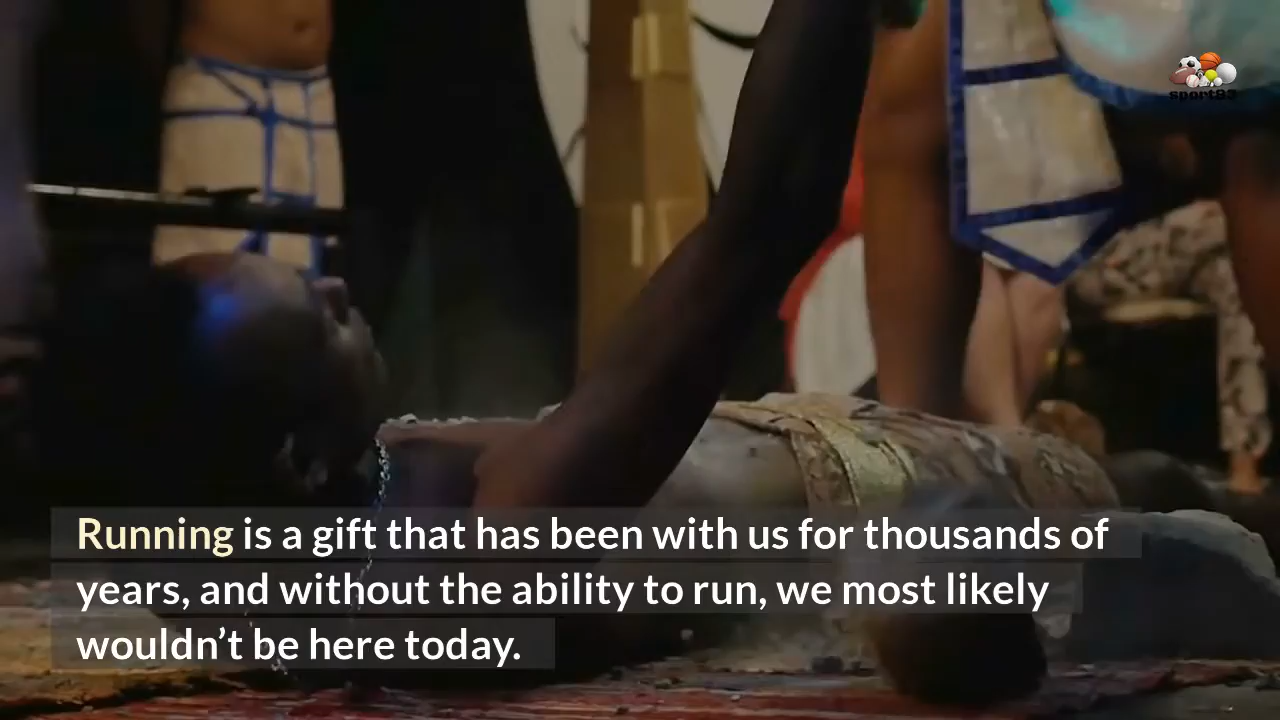 sport83
Running is a gift that has been with us for thousands of
years, and without the ability to run, we most likely
wouldn't be here today.